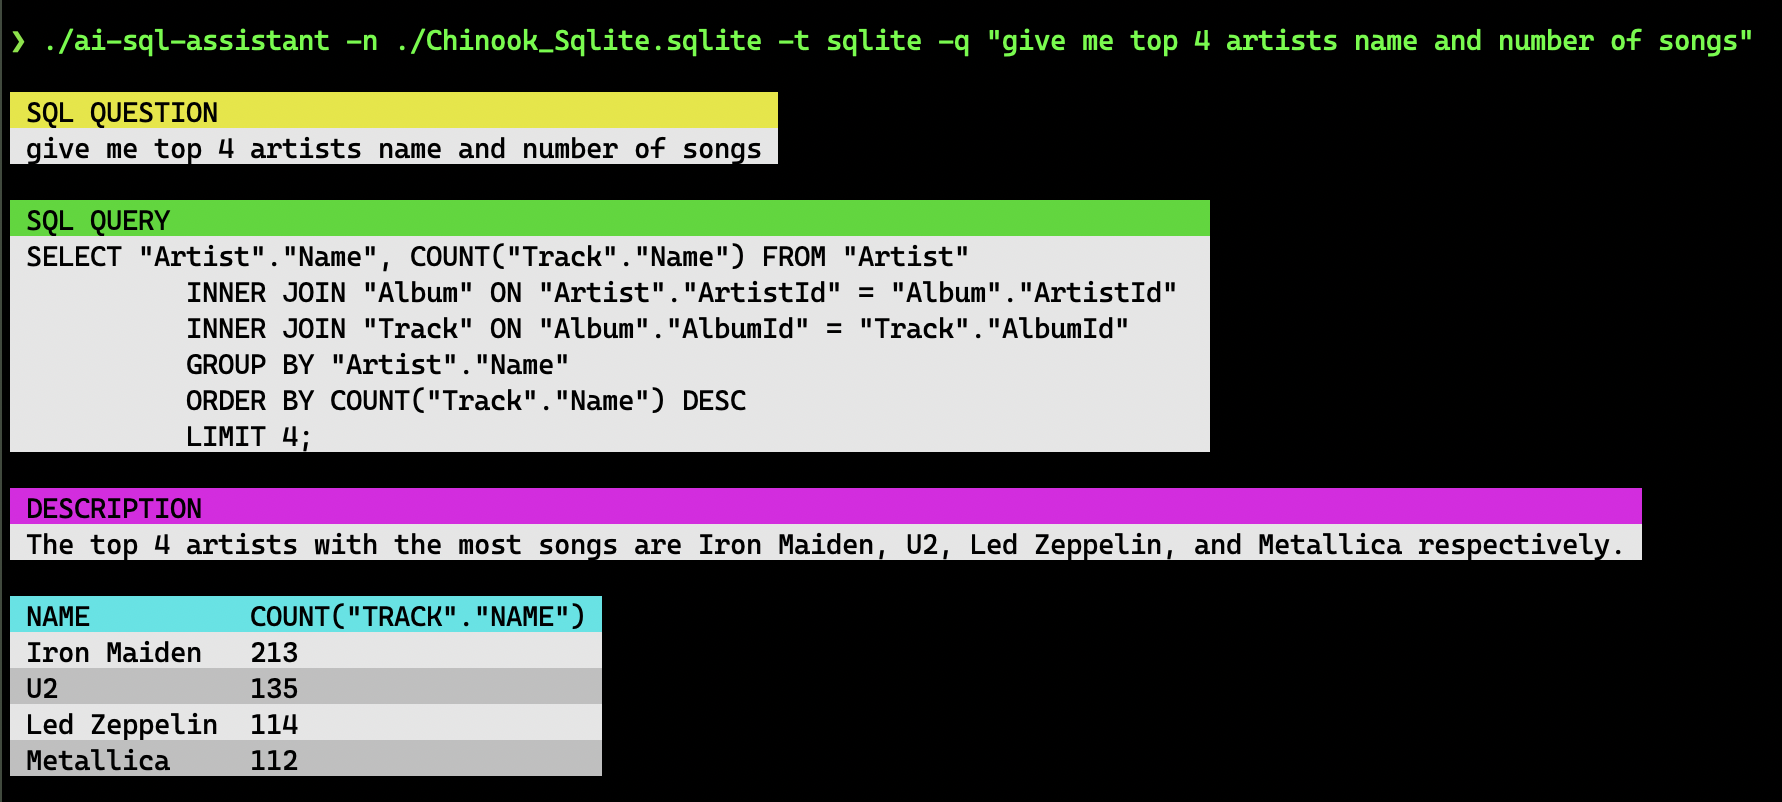 ❯ ./ai-sql-assistant -n ./Chinook_Sqlite.sqlite -t sqlite -q "give me top 4 artists name and number of songs"
SQL QUESTION
give me top 4 artists name and number of songs
SQL QUERY
SELECT "Artist"."Name", COUNT("Track"."Name") FROM "Artist"
INNER JOIN "Album" ON "Artist"."ArtistId" = "Album"."ArtistId"
INNER JOIN "Track" ON "Album"."AlbumId" = "Track"."AlbumId"
GROUP BY "Artist"."Name"
ORDER BY COUNT("Track"."Name") DESC
LIMIT 4;
DESCRIPTION
The top 4 artists with the most songs are Iron Maiden, U2, Led Zeppelin, and Metallica respectively.
NAME COUNT("TRACK"."NAME")
Iron Maiden 213
U2 135
Led Zeppelin 114
Metallica 112